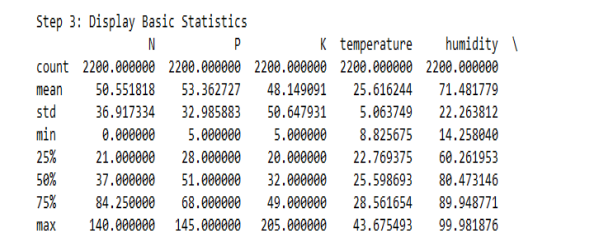 Step 3: Display Basic Statistics
N P K temperature humidity \
count 2200.000000 2200.000000 2200.000000 2200.000000 2200.000000
mean 50.551818 53.362727 48.149091 25.616244 71.481779
std 36.917334 32.985883 50.647931 5.063749 22.263812
min 0.000000 5.000000 5.000000 8.825675 14.258040
25% 21.000000 28.000000 20.000000 22.769375 60.261953
50% 37.000000 51.000000 32.000000 25.598693 80.473146
75% 84.250000 68.000000 49.000000 28.561654 89.948771
max 140.000000 145.000000 205.000000 43.675493 99.981876